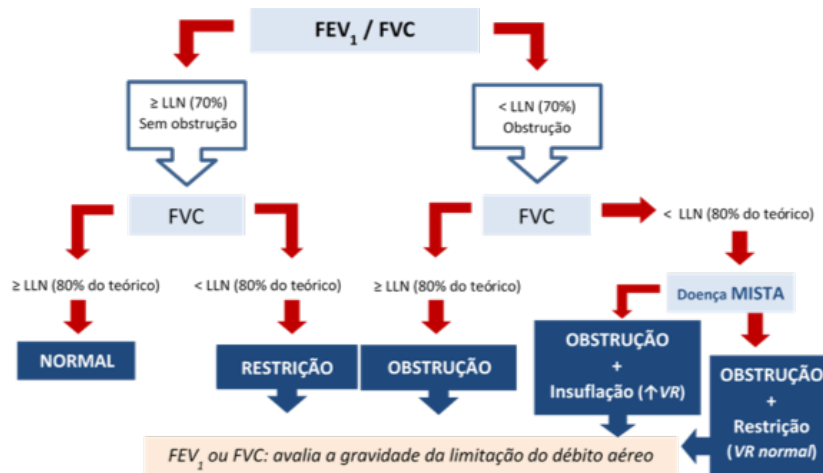 FEV₁ / FVC
≥ LLN (70%)
Sem obstrução
< LLN (70%)
Obstrução
FVC
FVC
< LLN (80% do teórico)
≥ LLN (80% do teórico)
< LLN (80% do teórico)
≥ LLN (80% do teórico)
Doença MISTA
NORMAL
RESTRIÇÃO
OBSTRUÇÃO
OBSTRUÇÃO
+
Insuflação (↑VR)
OBSTRUÇÃO
+
Restrição
(VR normal)
FEV₁ ou FVC: avalia a gravidade da limitação do débito aéreo